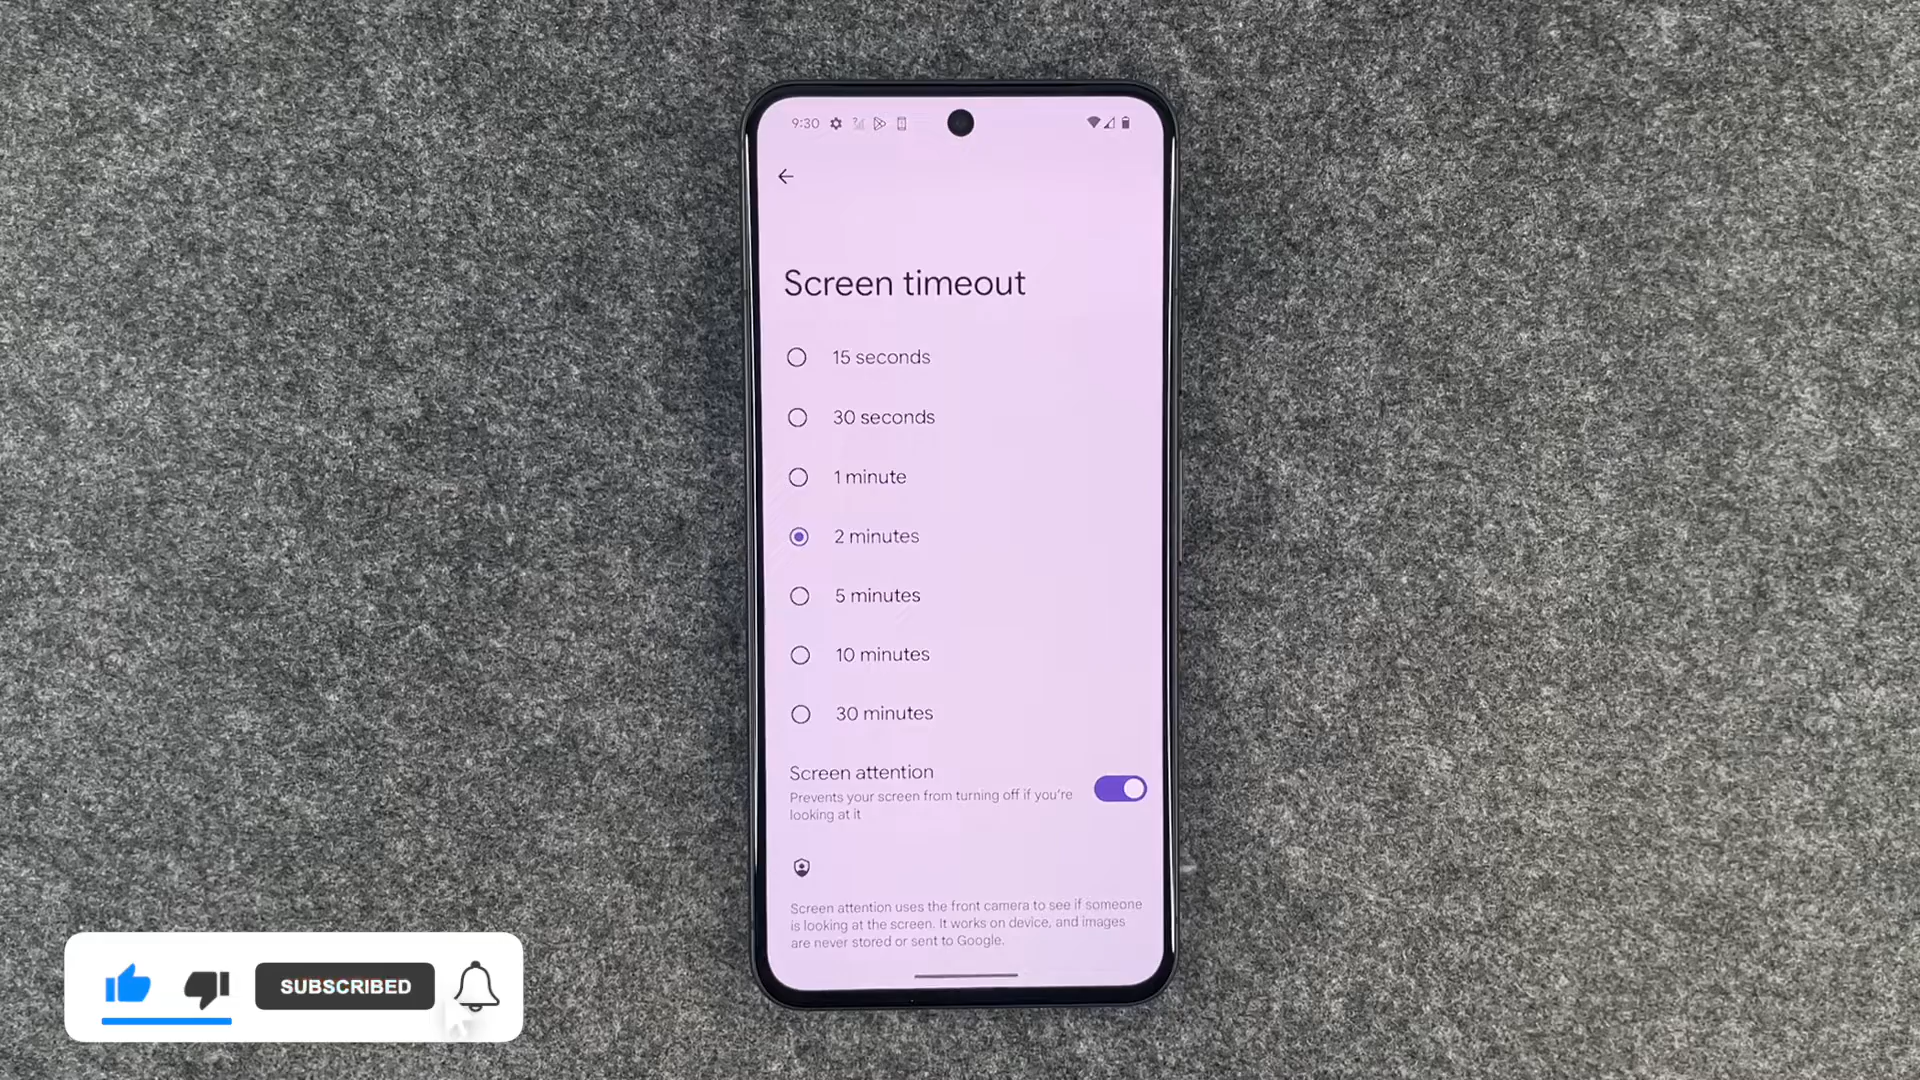 9:30
Screen timeout
15 seconds
30 seconds
1 minute
2 minutes
5 minutes
10 minutes
30 minutes
Screen attention
Prevents your screen from turning off if you're
looking at it
Screen attention uses the front camera to see if someone
is looking at the screen. It works on device, and images
are never stored or sent to Google.
SUBSCRIBED